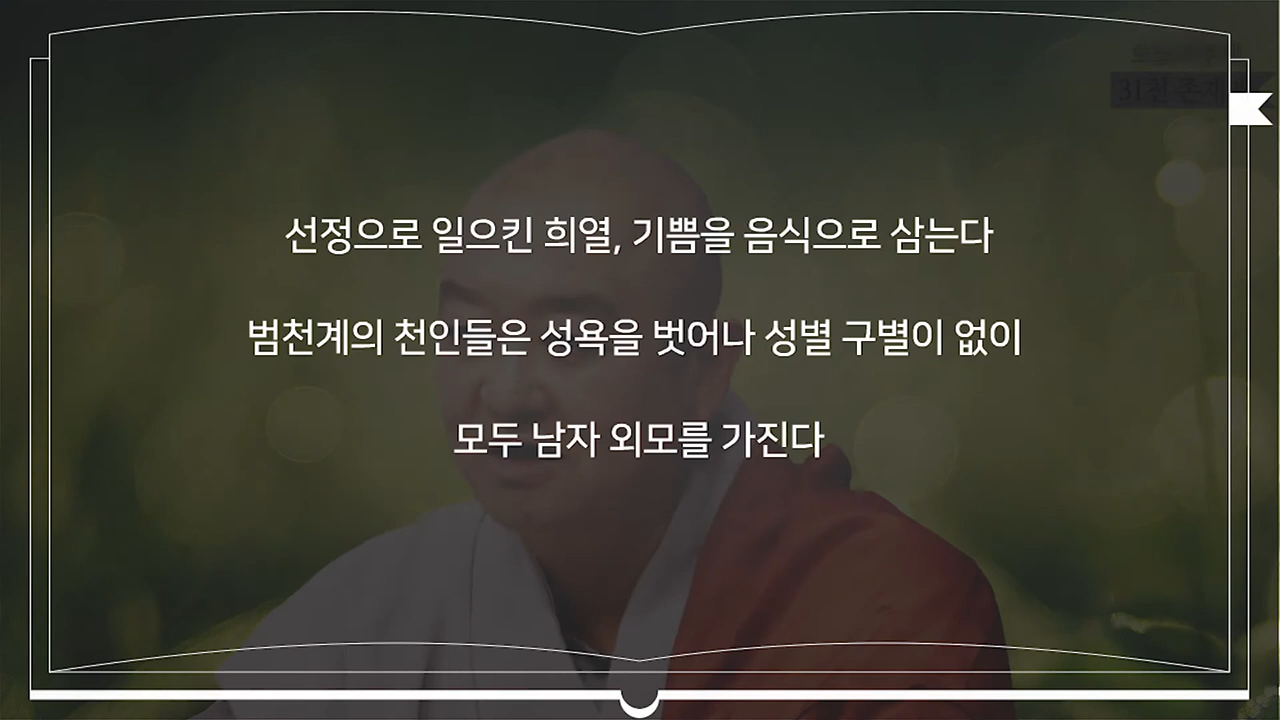 선정으로 일으킨 희열, 기쁨을 음식으로 삼는다
범천계의 천인들은 성욕을 벗어나 성별 구별이 없이
모두 남자 외모를 가진다